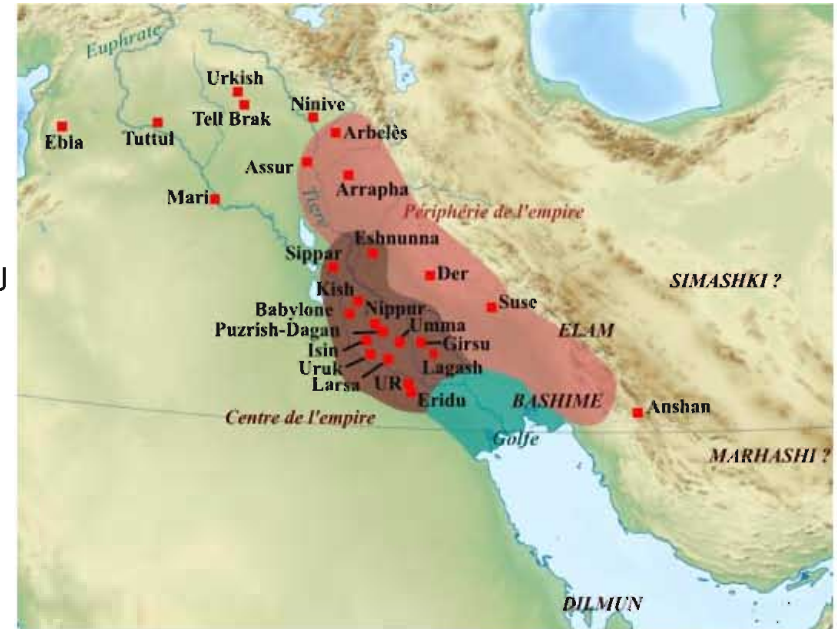 Euphrate
Urkish
Tell Brak
Ninive
Arbelès
Ebla
Tuttul
Assur
Arrapha
Mari
Tigre
Périphérie de l'empire
Eshnunna
Sippar
Der
SIMASHKI ?
Kish
Suse
Babylone
Nippur
Puzrish-Dagan
Umma
ELAM
Isin
Girsu
Uruk
Lagash
Larsa
UR
Eridu
BASHIME
Anshan
Centre de l'empire
Golfe
MARHASHI ?
DILMUN